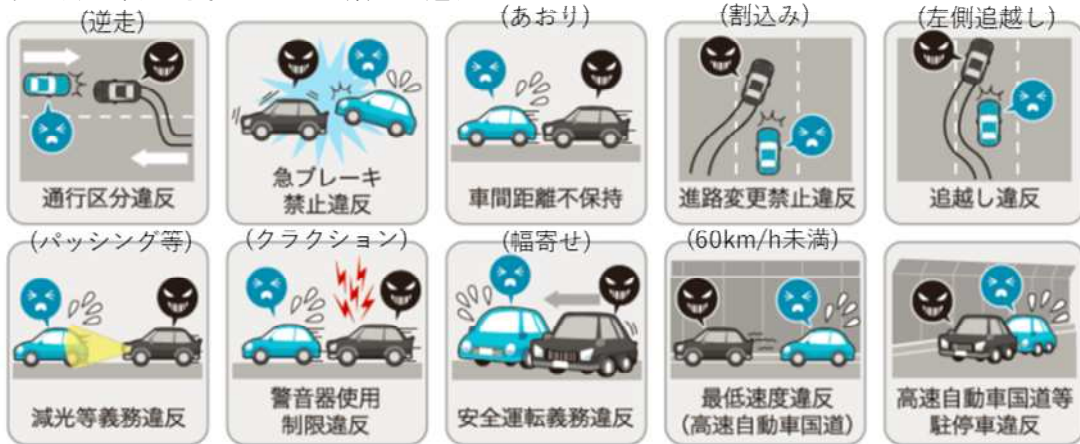 (逆走)
(あおり)
(割込み)
(左側追越し)
通行区分違反
急ブレーキ
禁止違反
車間距離不保持
進路変更禁止違反
追越し違反
(パッシング等)
(クラクション)
(幅寄せ)
(60km/h未満)
減光等義務違反
警音器使用
制限違反
安全運転義務違反
最低速度違反
(高速自動車国道)
高速自動車国道等
駐停車違反